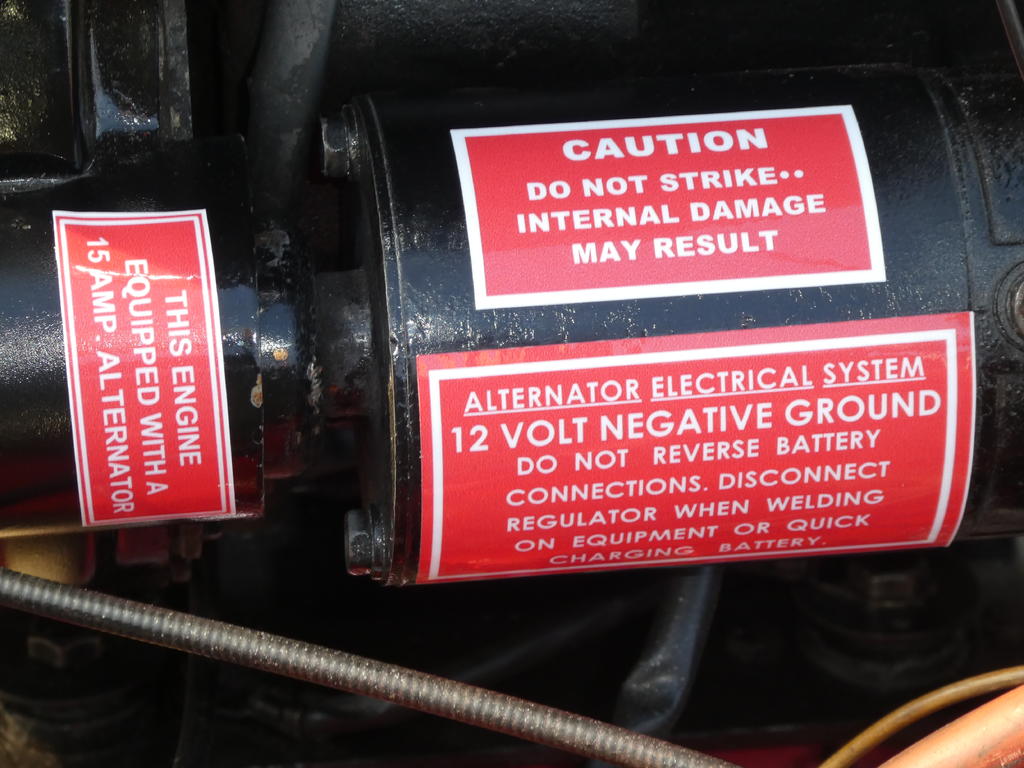 THIS ENGINE
EQUIPPED WITH A
15 AMP. ALTERNATOR
CAUTION
DO NOT STRIKE..
INTERNAL DAMAGE
MAY RESULT
ALTERNATOR ELECTRICAL SYSTEM
12 VOLT NEGATIVE GROUND
DO NOT REVERSE BATTERY
CONNECTIONS. DISCONNECT
REGULATOR WHEN WELDING
ON EQUIPMENT OR QUICK
CHARGING BATTERY.